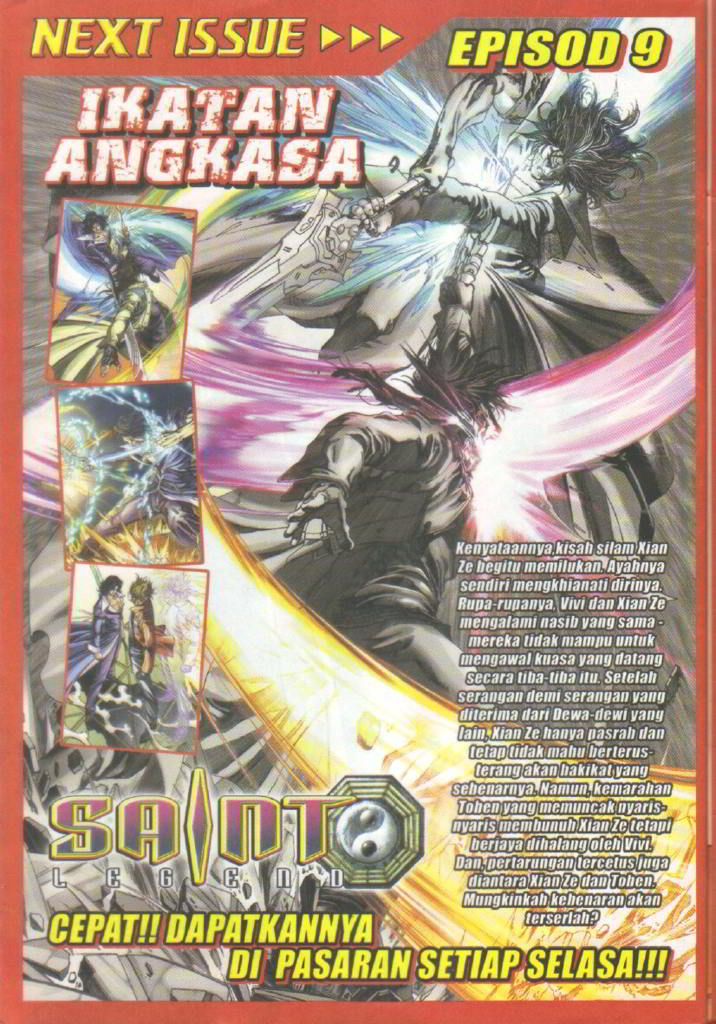 NEXT ISSUE
EPISOD 9
IKATAN
ANGKASA
Kenyataannya,kisah silam Xian
Ze begitu memilukan. Ayahnya
sendiri mengkhianati dirinya.
Rupa-rupanya, Vivi dan Xian Ze
mengalami nasib yang sama -
mereka tidak mampu untuk
mengawal kuasa yang datang
secara tiba-tiba itu. Setelah
serangan demi serangan yang
diterima dari Dewa-dewi yang
lain, Xian Ze hanya pasrah dan
tetap tidak mahu berterus-
terang akan hakikat yang
sebenarnya. Namun, kemarahan
Toben yang memuncak nyaris-
nyaris membunuh Xian Ze tetapi
berjaya dihalang oleh Vivi.
Dan, pertarungan tercetus juga
diantara Xian Ze dan Toben.
Mungkinkah kebenaran akan
terserlah?
SAINT
LEGEND
CEPAT!! DAPATKANNYA
DI PASARAN SETIAP SELASA!!!